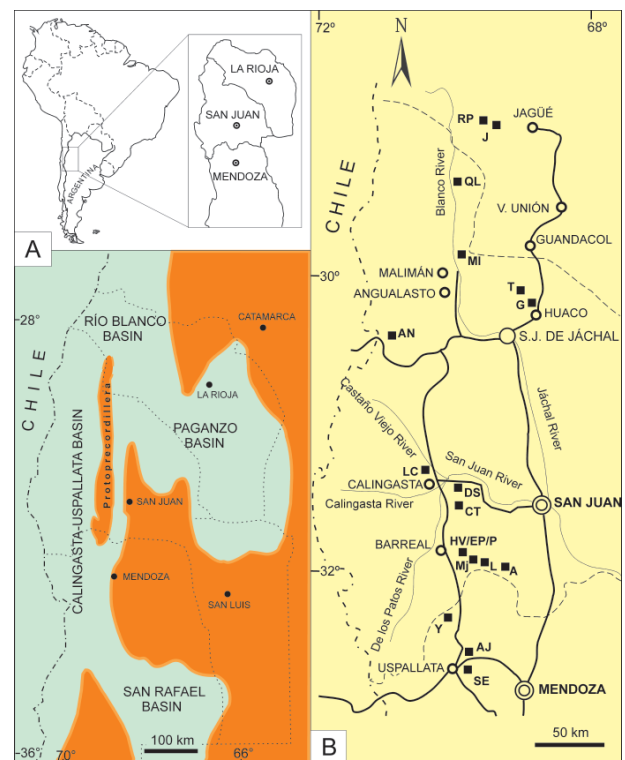 LA RIOJA
SAN JUAN
MENDOZA
ARGENTINA
A
28°
CHILE
RÍO BLANCO
BASIN
CATAMARCA
LA RIOJA
PAGANZO
BASIN
Protoprecordillera
CALINGASTA-USPALLATA BASIN
SAN JUAN
MENDOZA
SAN LUIS
SAN RAFAEL
BASIN
36°
70°
100 km
66°
72°
68°
N
CHILE
RP
J
JAGÜÉ
Blanco River
QL
V. UNIÓN
GUANDACOL
MI
MALIMÁN
30°
ANGUALASTO
T
G
HUACO
AN
S.J. DE JÁCHAL
Castaño Viejo River
Jáchal River
LC
San Juan River
CALINGASTA
DS
Calingasta River
CT
SAN JUAN
HV/EP/P
BARREAL
Mj
L
A
32°
De los Patos River
Y
AJ
USPALLATA
SE
MENDOZA
B
50 km